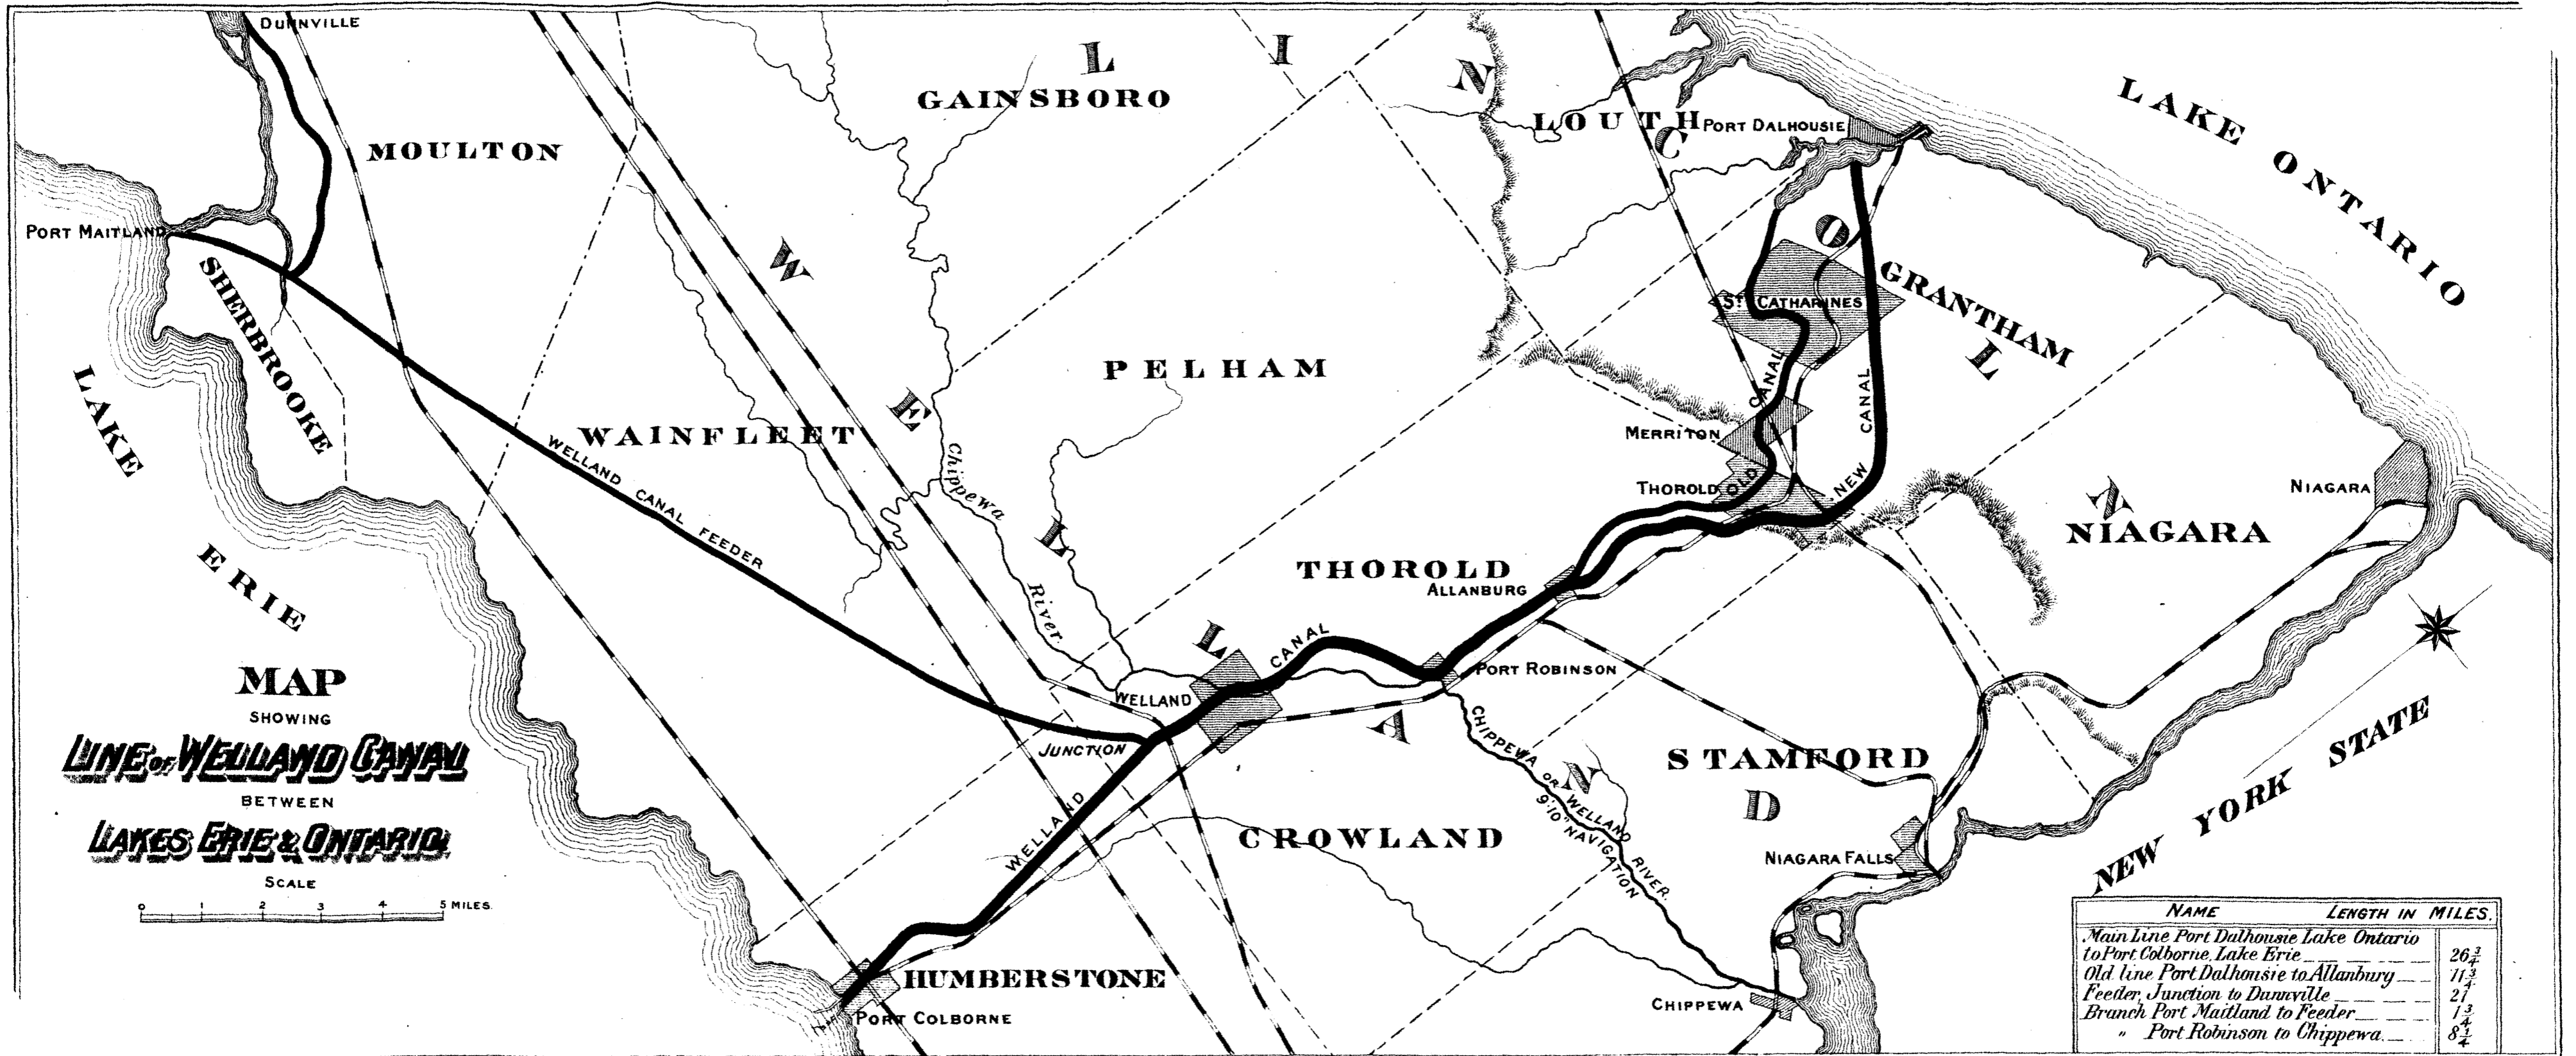 DUNNVILLE
MOULTON
PORT MAITLAND
SHERBROOKE
LAKE ERIE
WAINFLEET
WELLAND CANAL FEEDER
GAINSBORO
LINCOLN
LOUTH
PORT DALHOUSIE
LAKE ONTARIO
ST. CATHARINES
GRANTHAM
PELHAM
WELLAND
Chippewa River
OLD CANAL
NEW CANAL
MERRITON
THOROLD
NIAGARA
NIAGARA
THOROLD
ALLANBURG
PORT ROBINSON
WELLAND
JUNCTION
WELLAND CANAL
CHIPPEWA OR WELLAND RIVER.
9'.10" NAVIGATION
STAMFORD
CROWLAND
NIAGARA FALLS
CHIPPEWA
HUMBERSTONE
PORT COLBORNE
NEW YORK STATE
MAP
SHOWING
LINE OF WELLAND CANAL
BETWEEN
LAKES ERIE & ONTARIO
SCALE
0 1 2 3 4 5 MILES.
NAME LENGTH IN MILES.
Main Line Port Dalhousie Lake Ontario
to Port Colborne, Lake Erie 26 3/4
Old line Port Dalhousie to Allanbury 11 3/4
Feeder, Junction to Dunnville 21
Branch Port Maitland to Feeder 1 3/4
" Port Robinson to Chippewa. 8 1/4